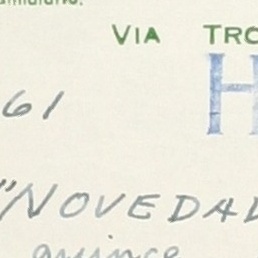 VIA TRO
61 H
"NOVEDAD
quince